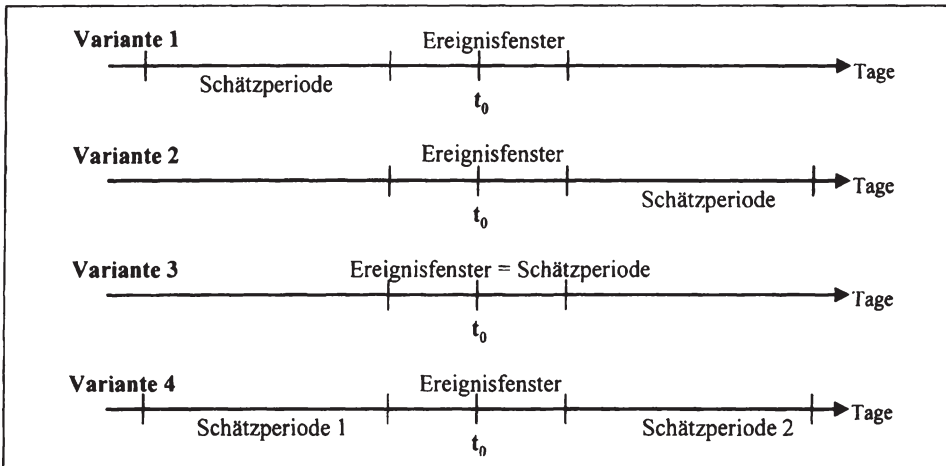 Variante 1
Ereignisfenster
Tage
Schätzperiode
t0
Variante 2
Ereignisfenster
Tage
Schätzperiode
t0
Variante 3
Ereignisfenster = Schätzperiode
Tage
t0
Variante 4
Ereignisfenster
Tage
Schätzperiode 1
Schätzperiode 2
t0